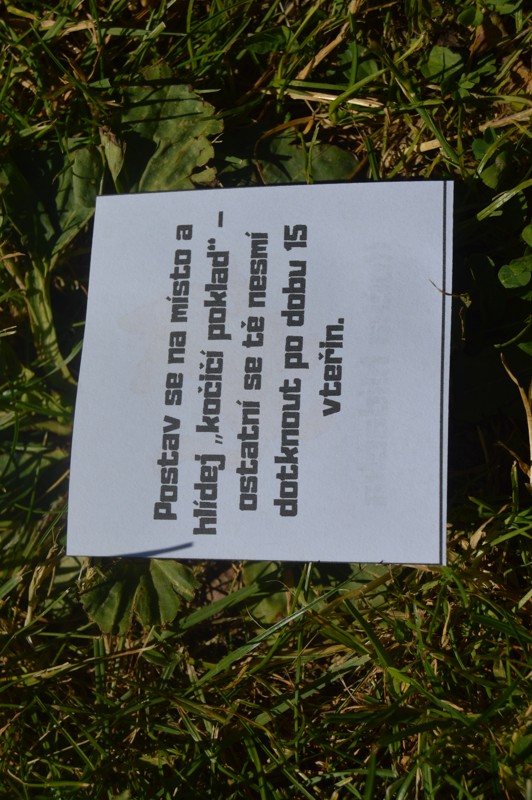 Postav se na místo a
hlídej „kočičí poklad“ –
ostatní se tě nesmí
dotknout po dobu 15
vteřin.